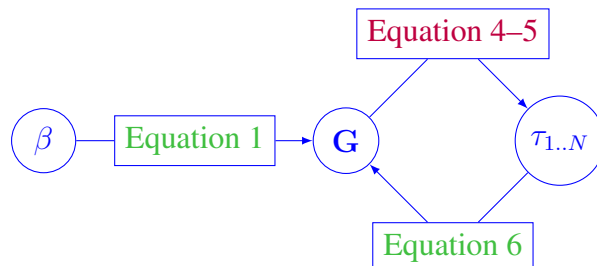 Equation 4–5
β
Equation 1
G
τ1..N
Equation 6